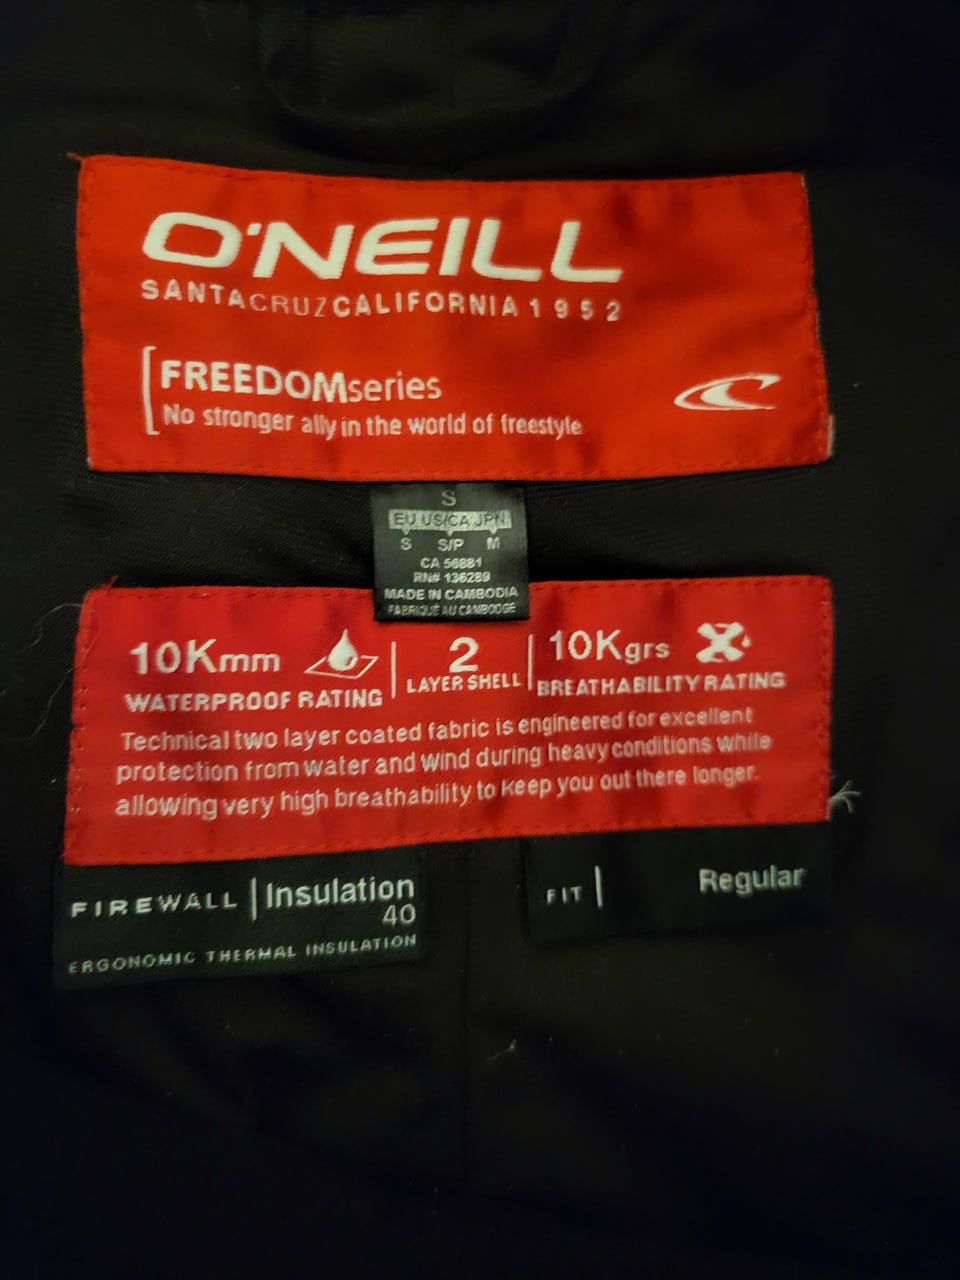 O'NEILL
SANTACRUZCALIFORNIA1952
FREEDOMseries
No stronger ally in the world of freestyle
S
EU US/CA JPN
S S/P M
CA 56881
RN# 136289
MADE IN CAMBODIA
FABRIQUÉ AU CAMBODGE
10Kmm 2 10Kgrs
WATERPROOF RATING LAYER SHELL BREATHABILITY RATING
Technical two layer coated fabric is engineered for excellent
protection from water and wind during heavy conditions while
allowing very high breathability to keep you out there longer.
FIREWALL | Insulation
40
ERGONOMIC THERMAL INSULATION
FIT | Regular